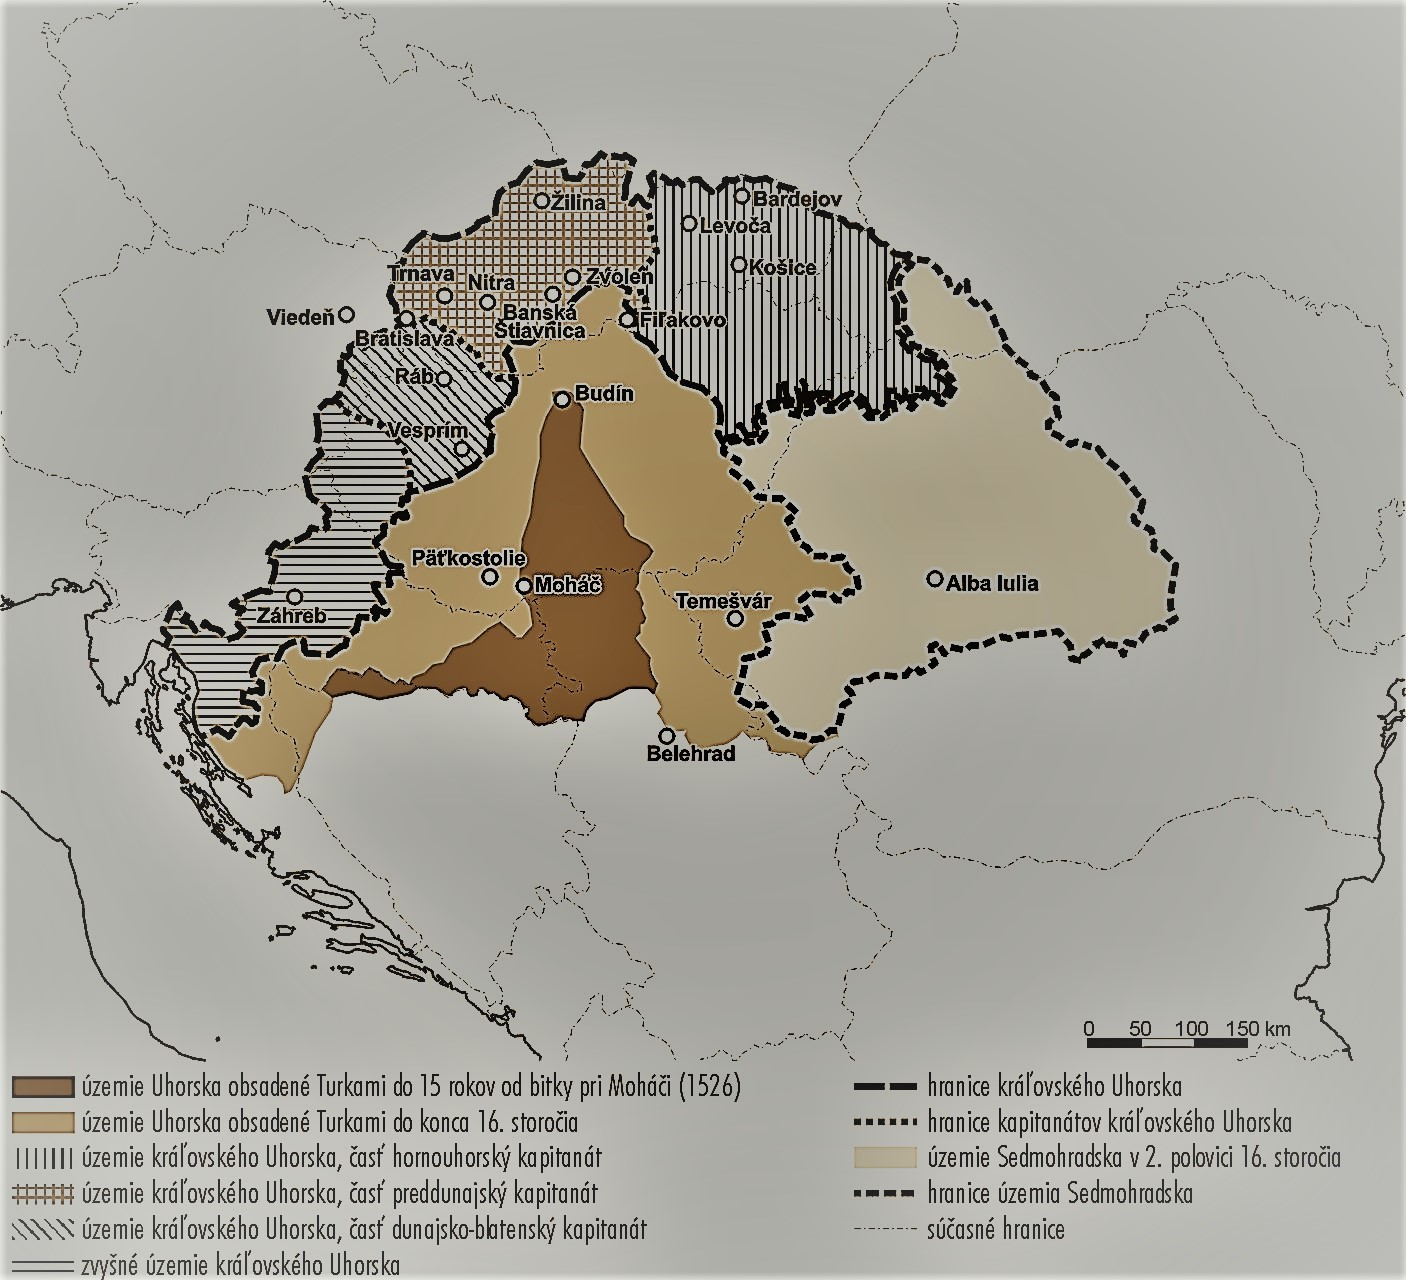 Žilina
Bardejov
Levoča
Košice
Trnava
Nitra
Zvolen
Banská
Štiavnica
Fiľakovo
Viedeň
Bratislava
Ráb
Budín
Vesprím
Päťkostolie
Moháč
Temešvár
Alba Iulia
Záhreb
Belehrad
0 50 100 150 km
územie Uhorska obsadené Turkami do 15 rokov od bitky pri Moháči (1526)
územie Uhorska obsadené Turkami do konca 16. storočia
územie kráľovského Uhorska, časť hornouhorský kapitanát
územie kráľovského Uhorska, časť preddunajský kapitanát
územie kráľovského Uhorska, časť dunajsko-blatenský kapitanát
zvyšné územie kráľovského Uhorska
hranice kráľovského Uhorska
hranice kapitanátov kráľovského Uhorska
územie Sedmohradska v 2. polovici 16. storočia
hranice územia Sedmohradska
súčasné hranice